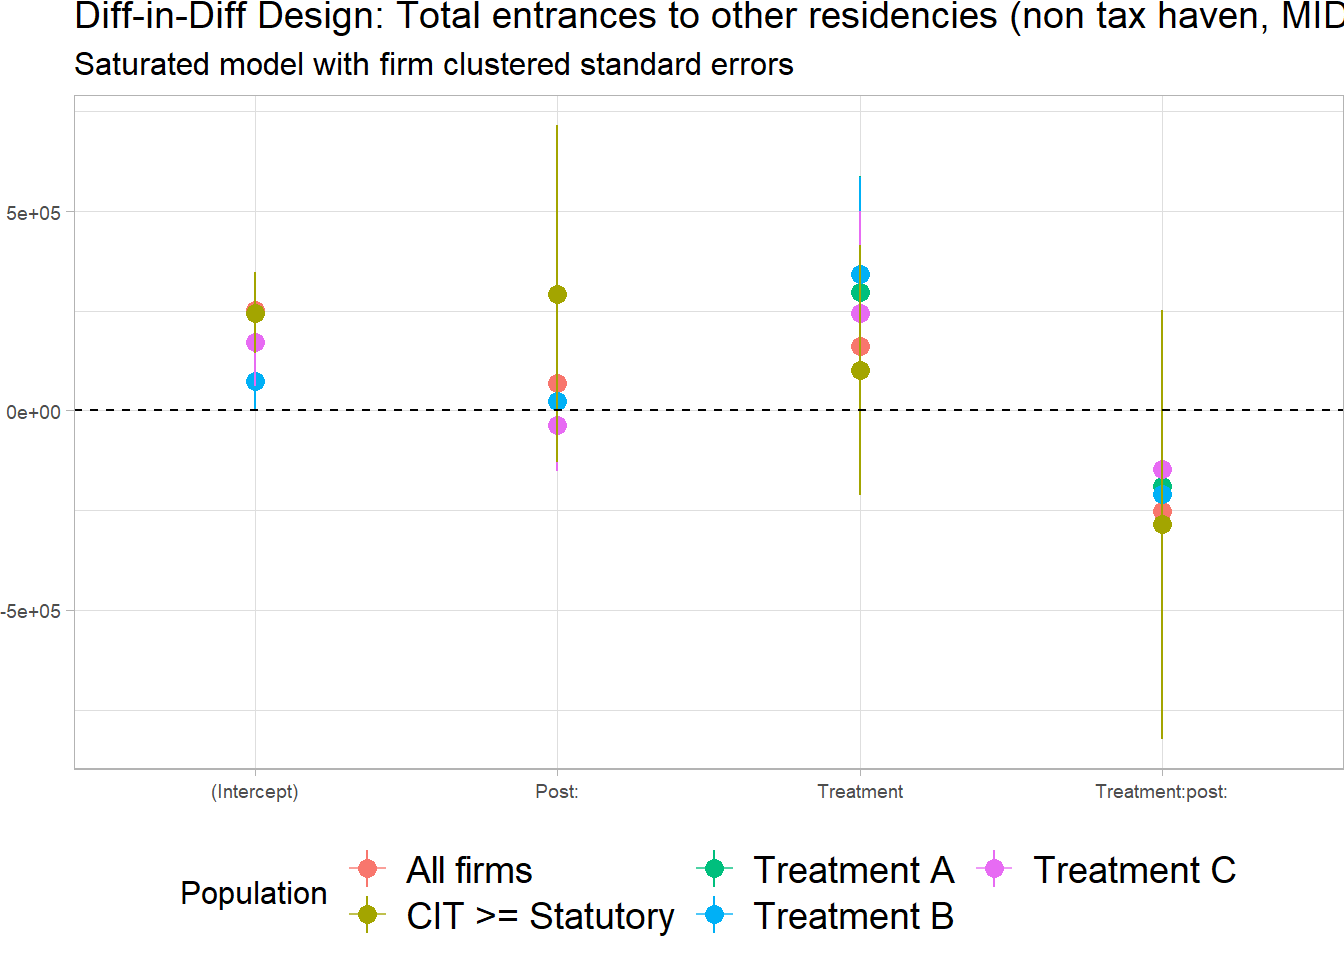 Diff-in-Diff Design: Total entrances to other residencies (non tax haven, MID
Saturated model with firm clustered standard errors
5e+05
0e+00
-5e+05
(Intercept) Post: Treatment Treatment:post:
Population
All firms Treatment A Treatment C
CIT >= Statutory Treatment B